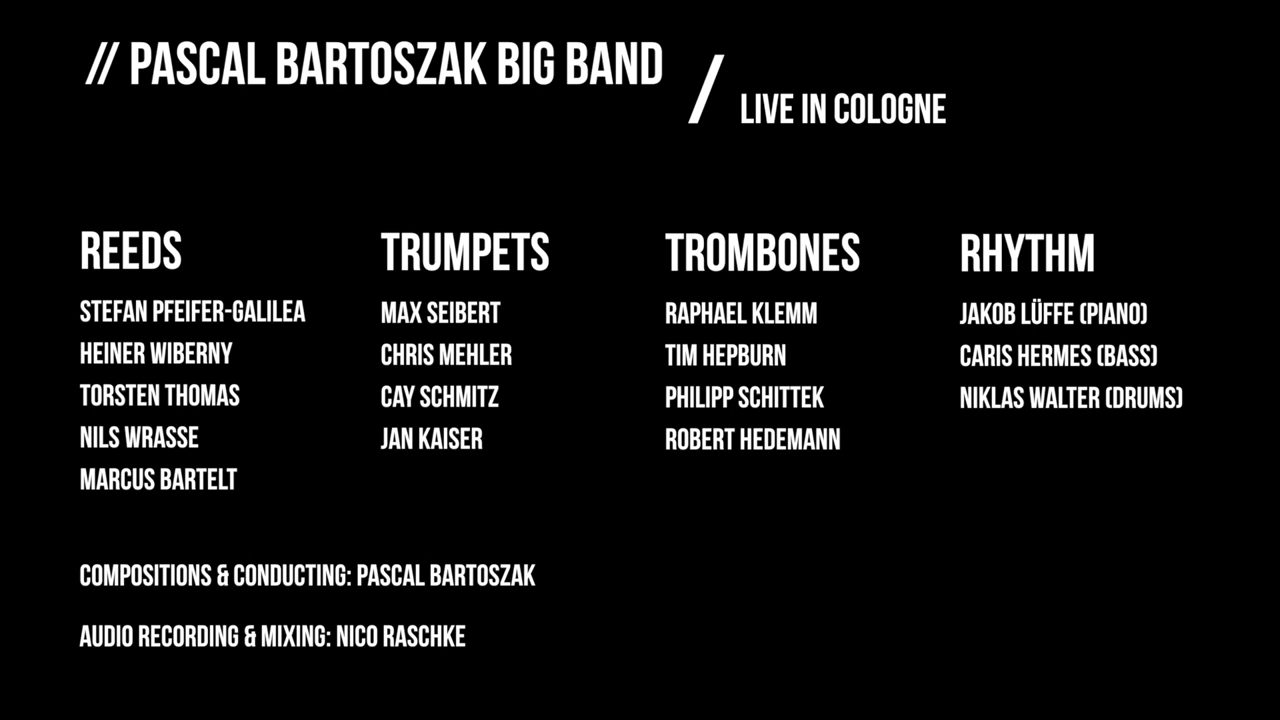 // PASCAL BARTOSZAK BIG BAND / LIVE IN COLOGNE
REEDS
STEFAN PFEIFER-GALILEA
HEINER WIBERNY
TORSTEN THOMAS
NILS WRASSE
MARCUS BARTELT
TRUMPETS
MAX SEIBERT
CHRIS MEHLER
CAY SCHMITZ
JAN KAISER
TROMBONES
RAPHAEL KLEMM
TIM HEPBURN
PHILIPP SCHITTEK
ROBERT HEDEMANN
RHYTHM
JAKOB LÜFFE (PIANO)
CARIS HERMES (BASS)
NIKLAS WALTER (DRUMS)
COMPOSITIONS & CONDUCTING: PASCAL BARTOSZAK
AUDIO RECORDING & MIXING: NICO RASCHKE